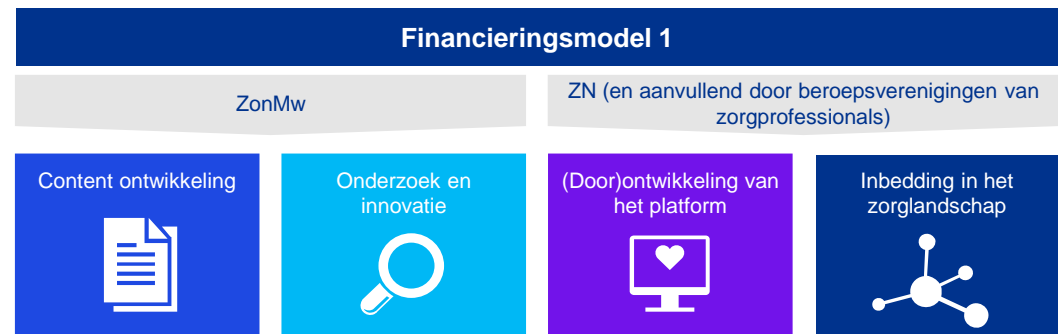 Financieringsmodel 1
ZonMw
ZN (en aanvullend door beroepsverenigingen van
zorgprofessionals)
Content ontwikkeling
Onderzoek en
innovatie
(Door)ontwikkeling van
het platform
Inbedding in het
zorglandschap